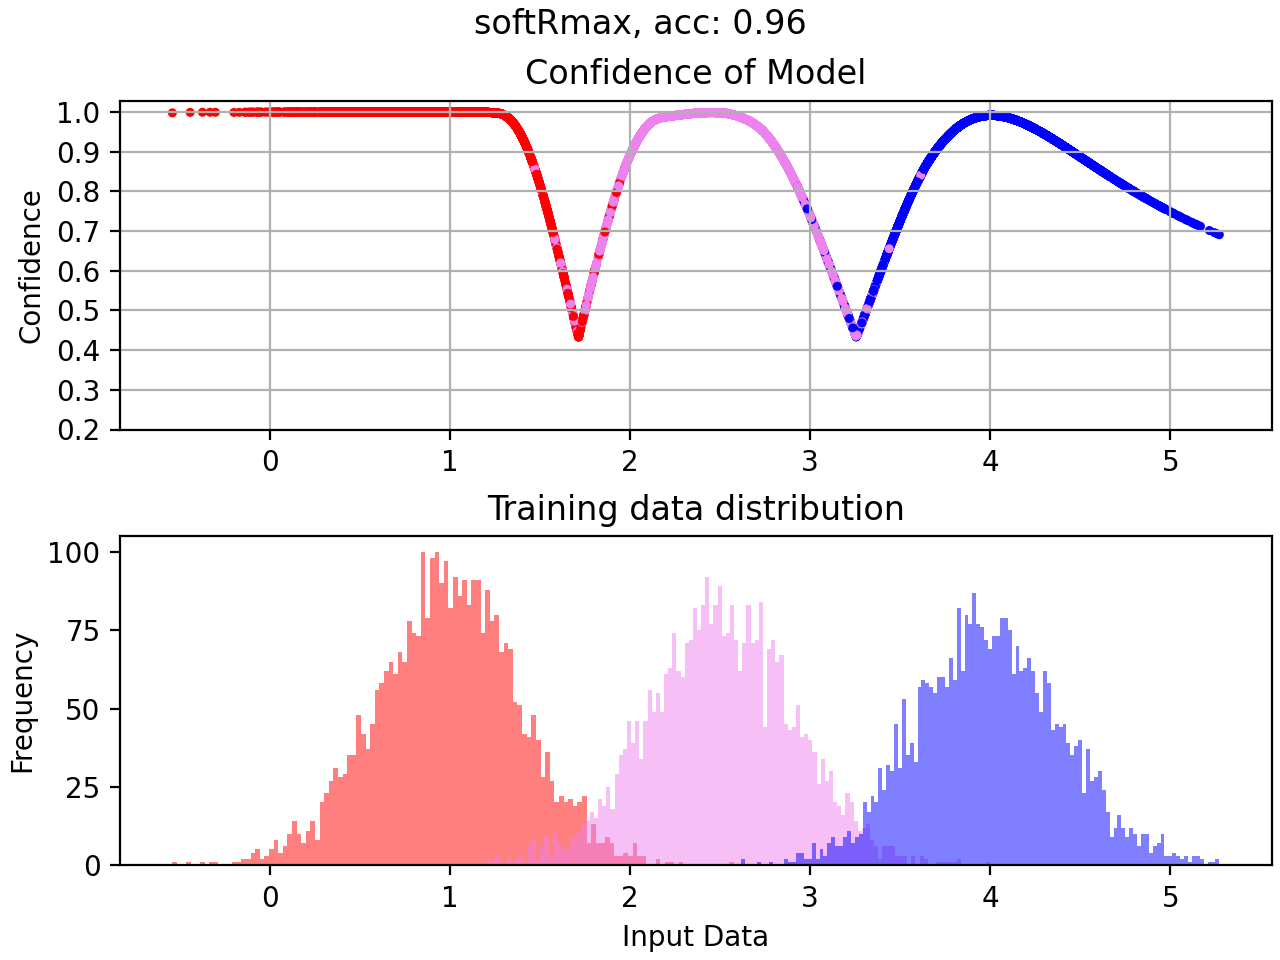 softRmax, acc: 0.96
Confidence of Model
Confidence
1.0
0.9
0.8
0.7
0.6
0.5
0.4
0.3
0.2
0 1 2 3 4 5
Training data distribution
Frequency
100
75
50
25
0
0 1 2 3 4 5
Input Data